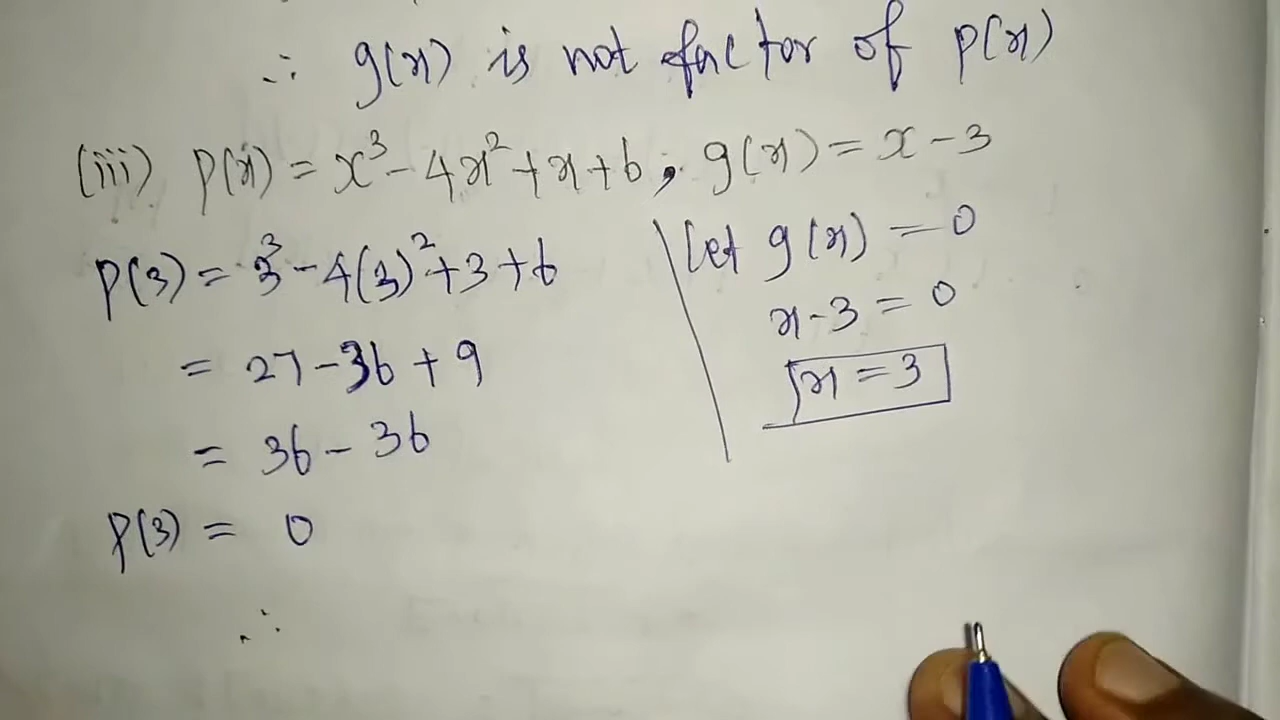 ∴ g(x) is not factor of p(x)
(iii) p(x) = x³ - 4x² + x + 6 ; g(x) = x - 3
p(3) = 3³ - 4(3)² + 3 + 6
= 27 - 36 + 9
= 36 - 36
p(3) = 0
∴
Let g(x) = 0
x - 3 = 0
x = 3